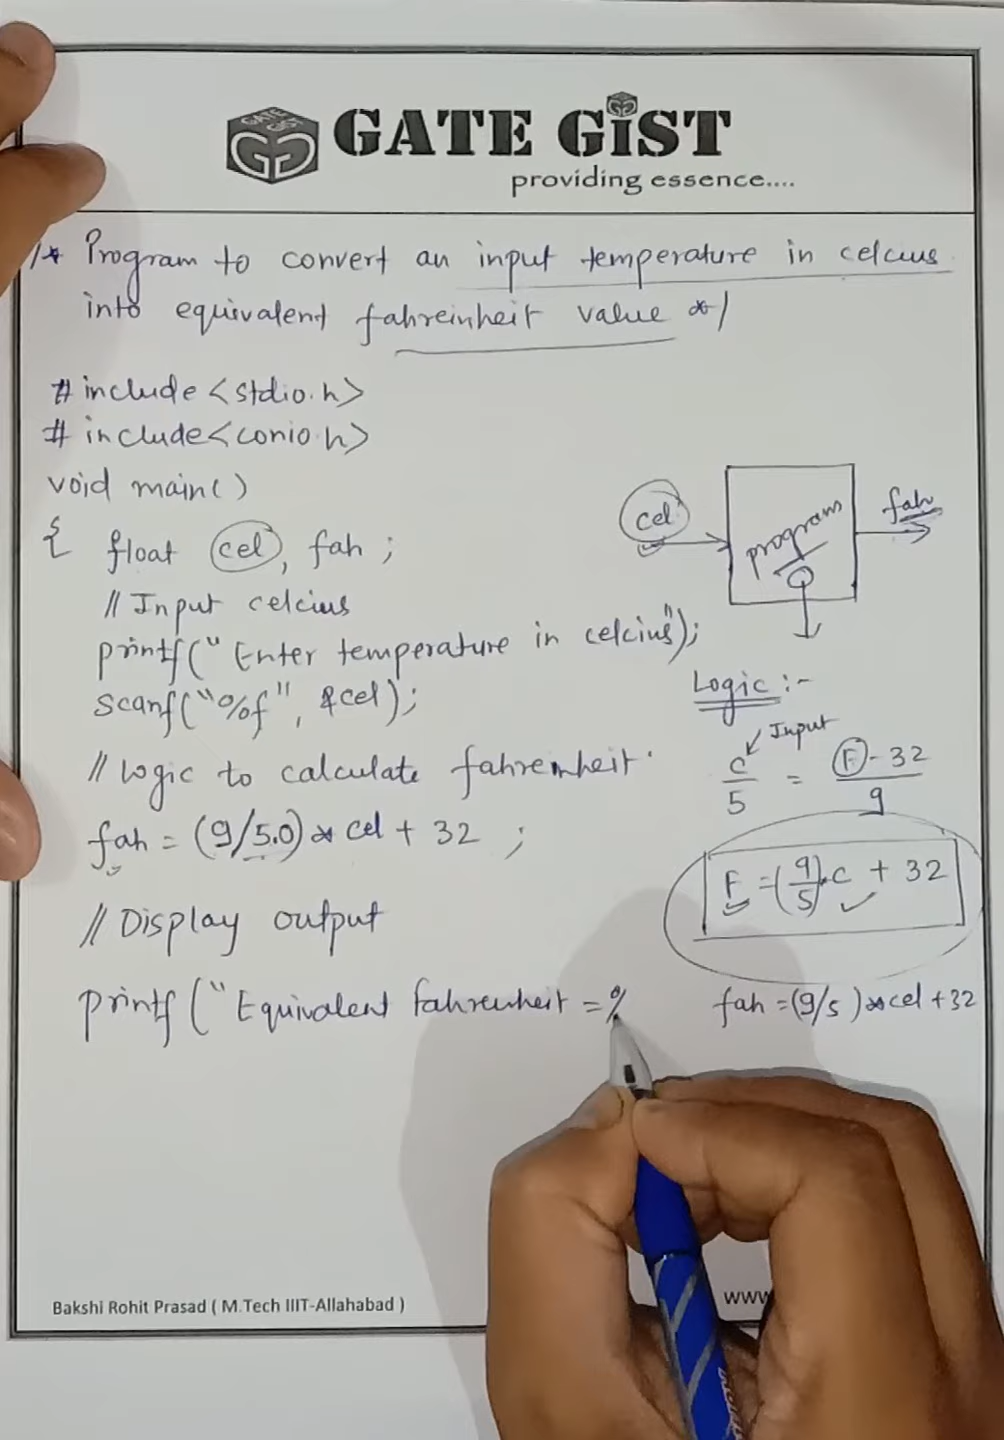 GATE GIST
providing essence....
/* Program to convert an input temperature in celcius
into equivalent fahreinheit value */
# include <stdio.h>
# include <conio.h>
void main()
{ float cel, fah ;
// Input celcius
printf("Enter temperature in celcius");
scanf("%f", &cel);
// logic to calculate fahreinheit.
fah = (9/5.0) * cel + 32 ;
// Display output
printf ("Equivalent fahrenheit = %
cel
program
fah
Logic :-
Input
C/5 = F - 32/9
F = (9/5).C + 32
fah = (9/5) * cel + 32
Bakshi Rohit Prasad ( M.Tech IIIT-Allahabad )
www